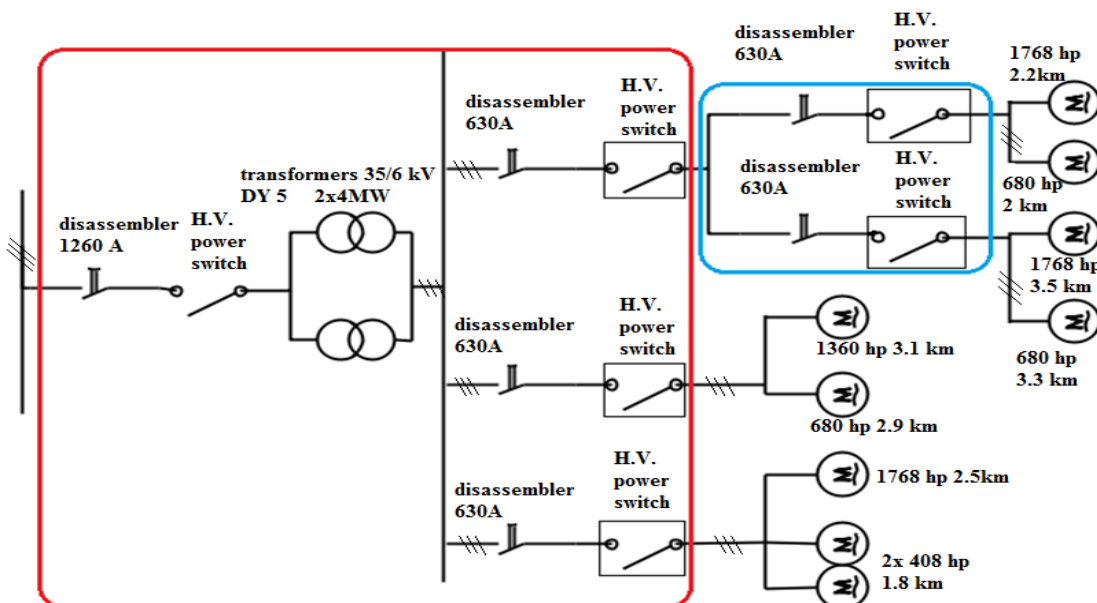 disassembler
1260 A
H.V.
power
switch
transformers 35/6 kV
DY 5 2x4MW
disassembler
630A
H.V.
power
switch
disassembler
630A
H.V.
power
switch
disassembler
630A
H.V.
power
switch
1768 hp
2.2km
680 hp
2 km
1768 hp
3.5 km
680 hp
3.3 km
disassembler
630A
H.V.
power
switch
1360 hp 3.1 km
680 hp 2.9 km
disassembler
630A
H.V.
power
switch
1768 hp 2.5km
2x 408 hp
1.8 km
M
M
M
M
M
M
M
M
M